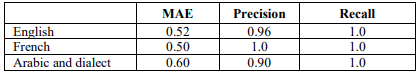 MAE Precision Recall
English 0.52 0.96 1.0
French 0.50 1.0 1.0
Arabic and dialect 0.60 0.90 1.0